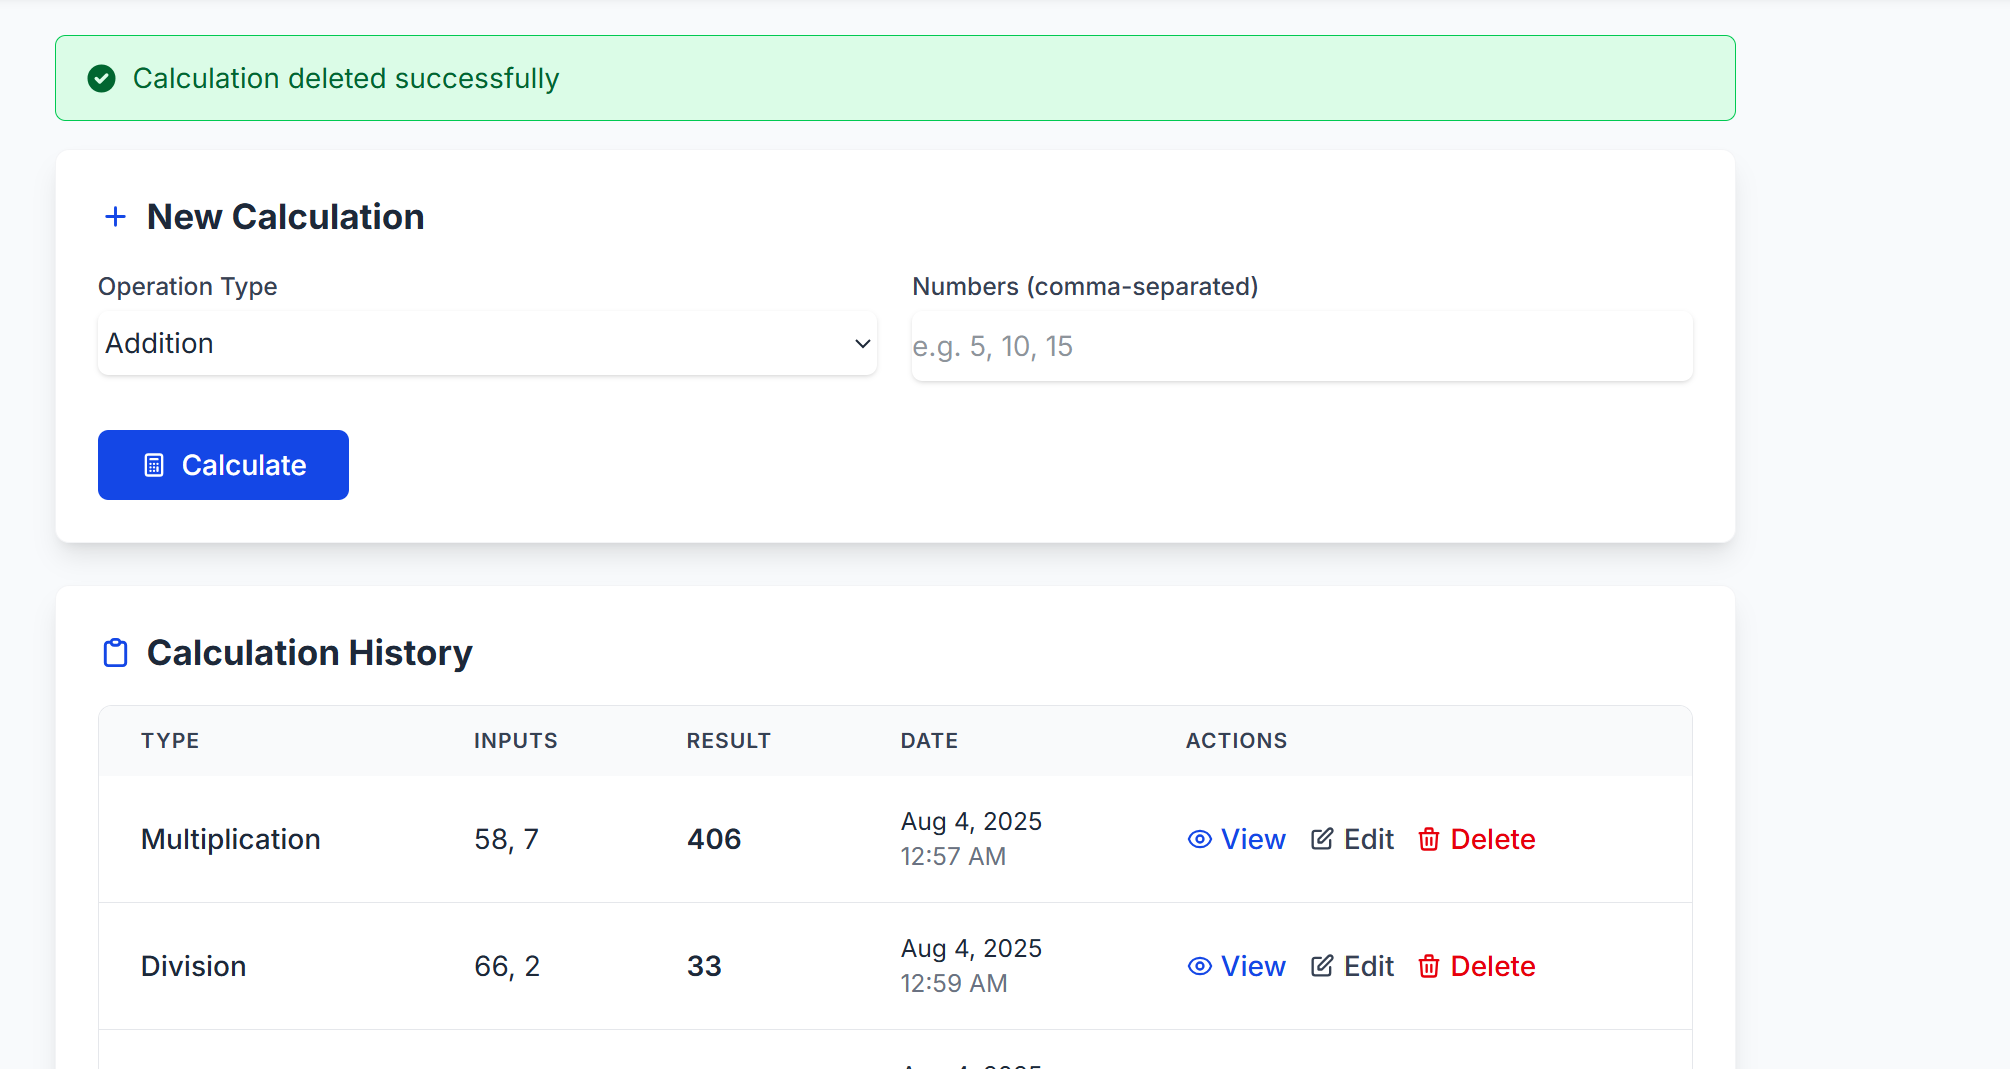 Calculation deleted successfully
New Calculation
Operation Type
Numbers (comma-separated)
Addition
e.g. 5, 10, 15
Calculate
Calculation History
TYPE INPUTS RESULT DATE ACTIONS
Multiplication 58, 7 406 Aug 4, 2025 View Edit Delete
12:57 AM
Division 66, 2 33 Aug 4, 2025 View Edit Delete
12:59 AM